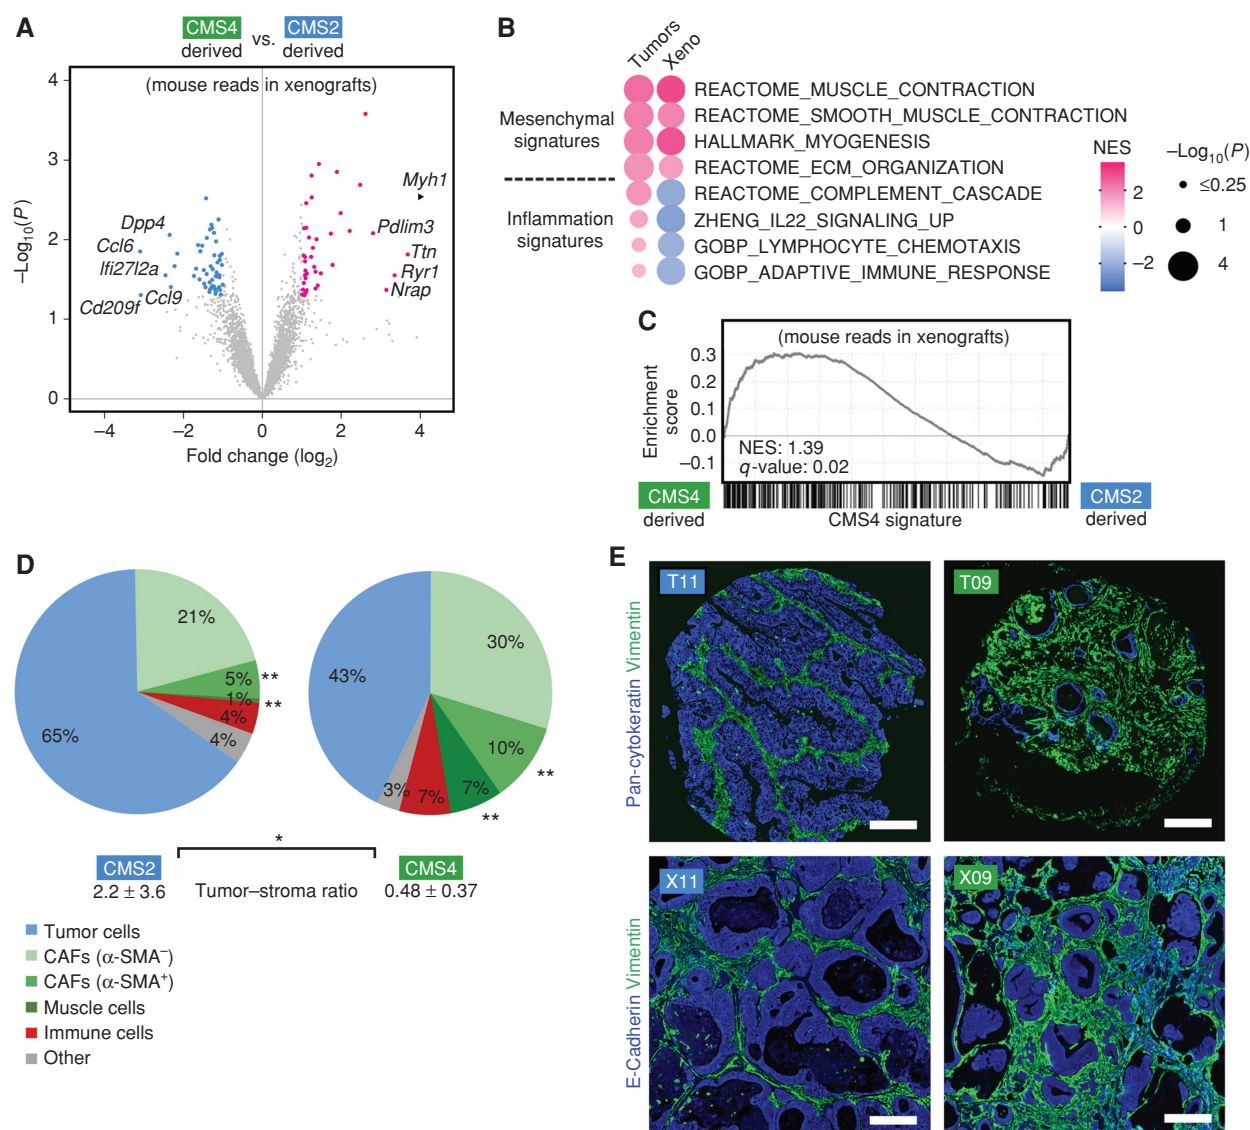 A
CMS4 vs. CMS2
derived derived
(mouse reads in xenografts)
4
3
2
1
0
–Log10(P)
Myh1
Pdlim3
Ttn
Ryr1
Nrap
Dpp4
Ccl6
Ifi27l2a
Ccl9
Cd209f
–4 –2 0 2 4
Fold change (log2)
B
Tumors
Xeno
Mesenchymal
signatures
Inflammation
signatures
REACTOME_MUSCLE_CONTRACTION
REACTOME_SMOOTH_MUSCLE_CONTRACTION
HALLMARK_MYOGENESIS
REACTOME_ECM_ORGANIZATION
REACTOME_COMPLEMENT_CASCADE
ZHENG_IL22_SIGNALING_UP
GOBP_LYMPHOCYTE_CHEMOTAXIS
GOBP_ADAPTIVE_IMMUNE_RESPONSE
NES
2
0
–2
–Log10(P)
≤0.25
1
4
C
(mouse reads in xenografts)
Enrichment
score
0.3
0.2
0.1
0.0
–0.1
NES: 1.39
q-value: 0.02
CMS4
derived
CMS4 signature
CMS2
derived
D
21%
5%
**
1%
**
4%
4%
65%
30%
10%
**
7%
**
7%
3%
43%
*
CMS2
2.2 ± 3.6
Tumor–stroma ratio
CMS4
0.48 ± 0.37
Tumor cells
CAFs (α-SMA–)
CAFs (α-SMA+)
Muscle cells
Immune cells
Other
E
Pan-cytokeratin Vimentin
T11
T09
E-Cadherin Vimentin
X11
X09